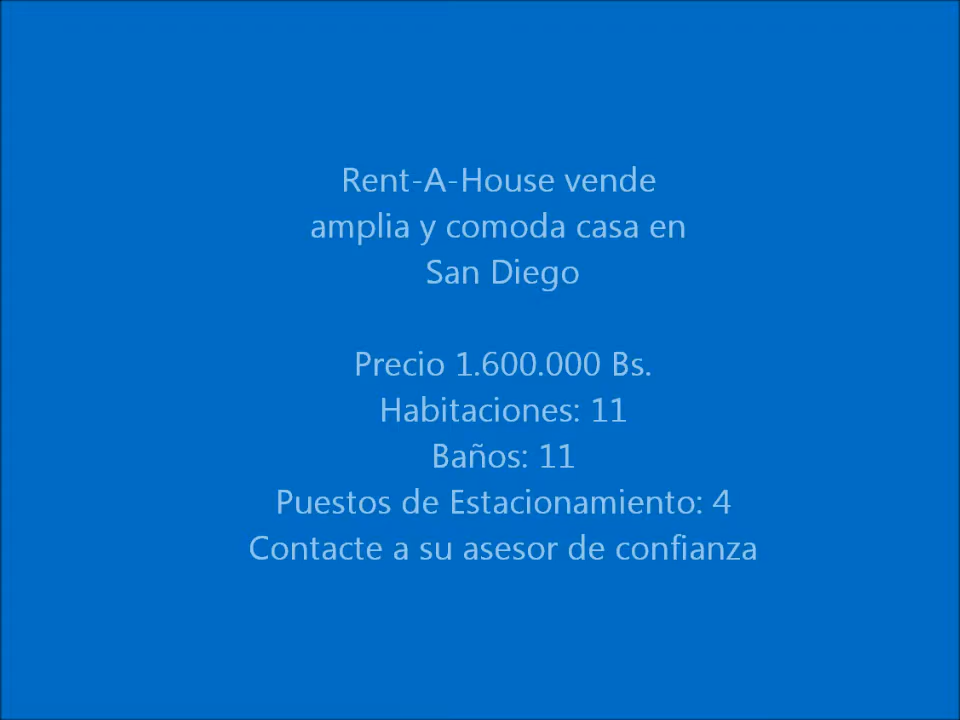 Rent-A-House vende
amplia y comoda casa en
San Diego
Precio 1.600.000 Bs.
Habitaciones: 11
Baños: 11
Puestos de Estacionamiento: 4
Contacte a su asesor de confianza